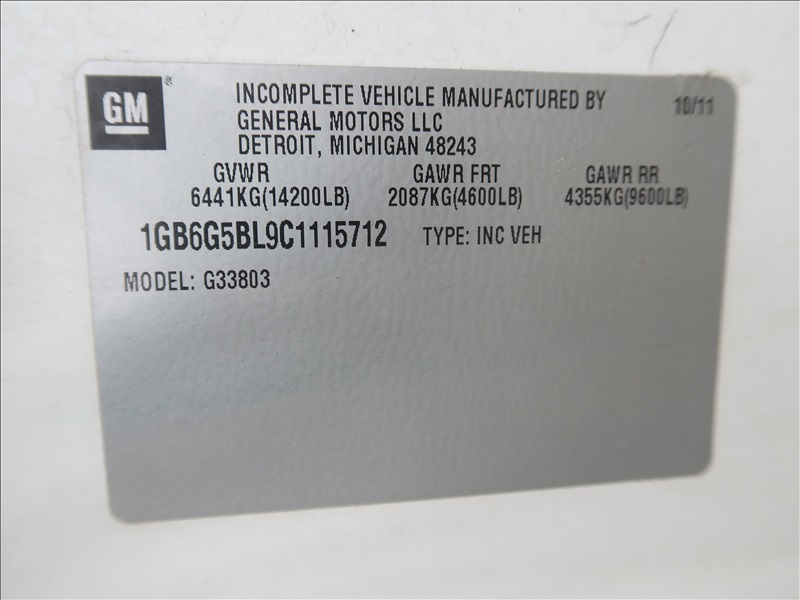 GM®
INCOMPLETE VEHICLE MANUFACTURED BY 10/11
GENERAL MOTORS LLC
DETROIT, MICHIGAN 48243
GVWR GAWR FRT GAWR RR
6441KG(14200LB) 2087KG(4600LB) 4355KG(9600LB)
1GB6G5BL9C1115712 TYPE: INC VEH
MODEL: G33803